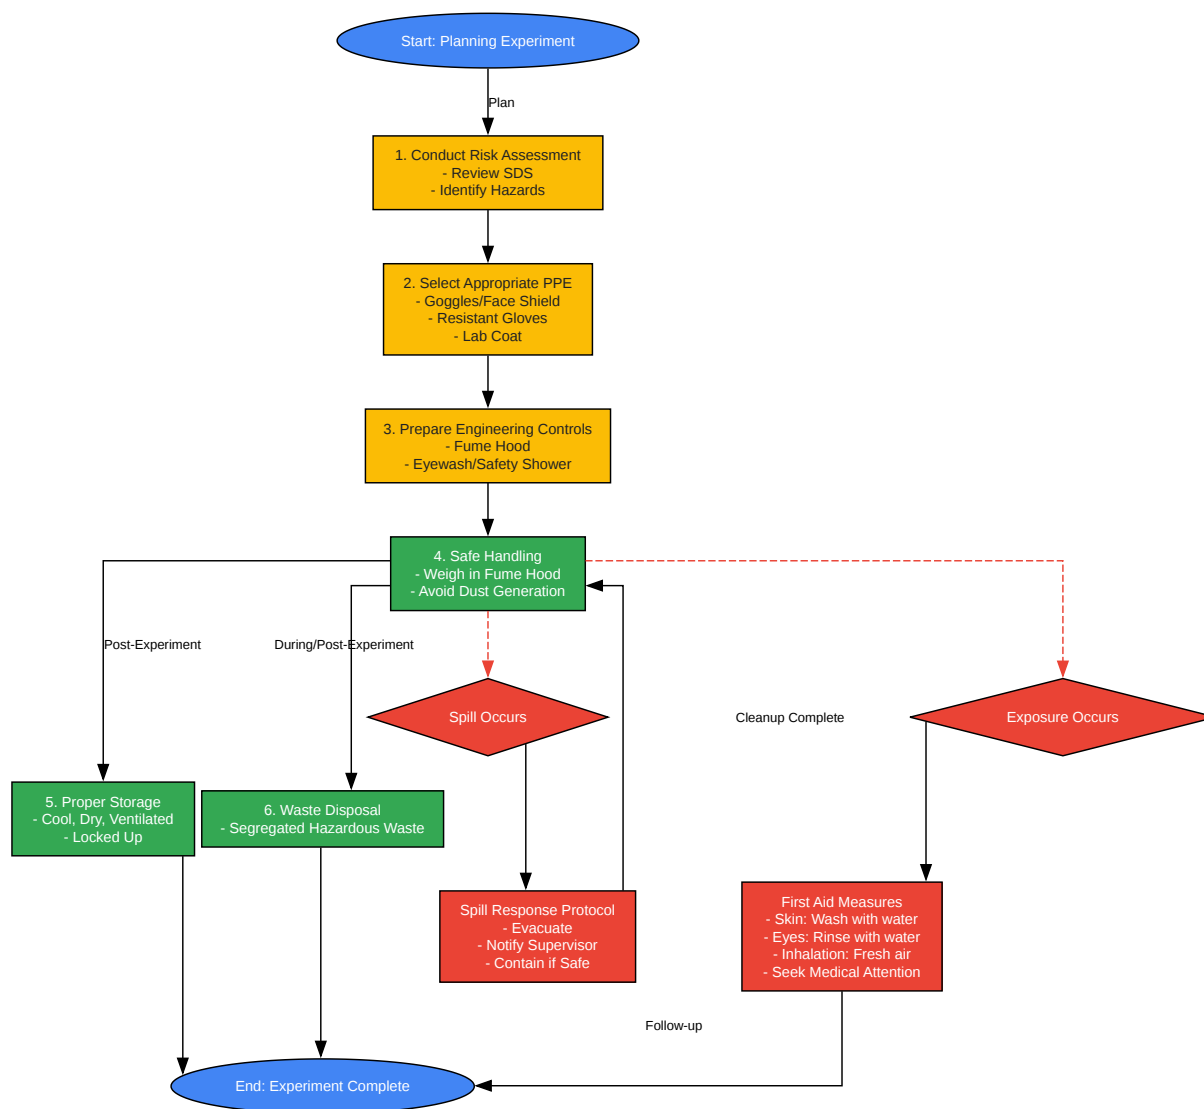 Start: Planning Experiment
Plan
1. Conduct Risk Assessment
- Review SDS
- Identify Hazards
2. Select Appropriate PPE
- Goggles/Face Shield
- Resistant Gloves
- Lab Coat
3. Prepare Engineering Controls
- Fume Hood
- Eyewash/Safety Shower
4. Safe Handling
- Weigh in Fume Hood
- Avoid Dust Generation
Post-Experiment
During/Post-Experiment
Spill Occurs
Cleanup Complete
Exposure Occurs
5. Proper Storage
- Cool, Dry, Ventilated
- Locked Up
6. Waste Disposal
- Segregated Hazardous Waste
Spill Response Protocol
- Evacuate
- Notify Supervisor
- Contain if Safe
First Aid Measures
- Skin: Wash with water
- Eyes: Rinse with water
- Inhalation: Fresh air
- Seek Medical Attention
Follow-up
End: Experiment Complete